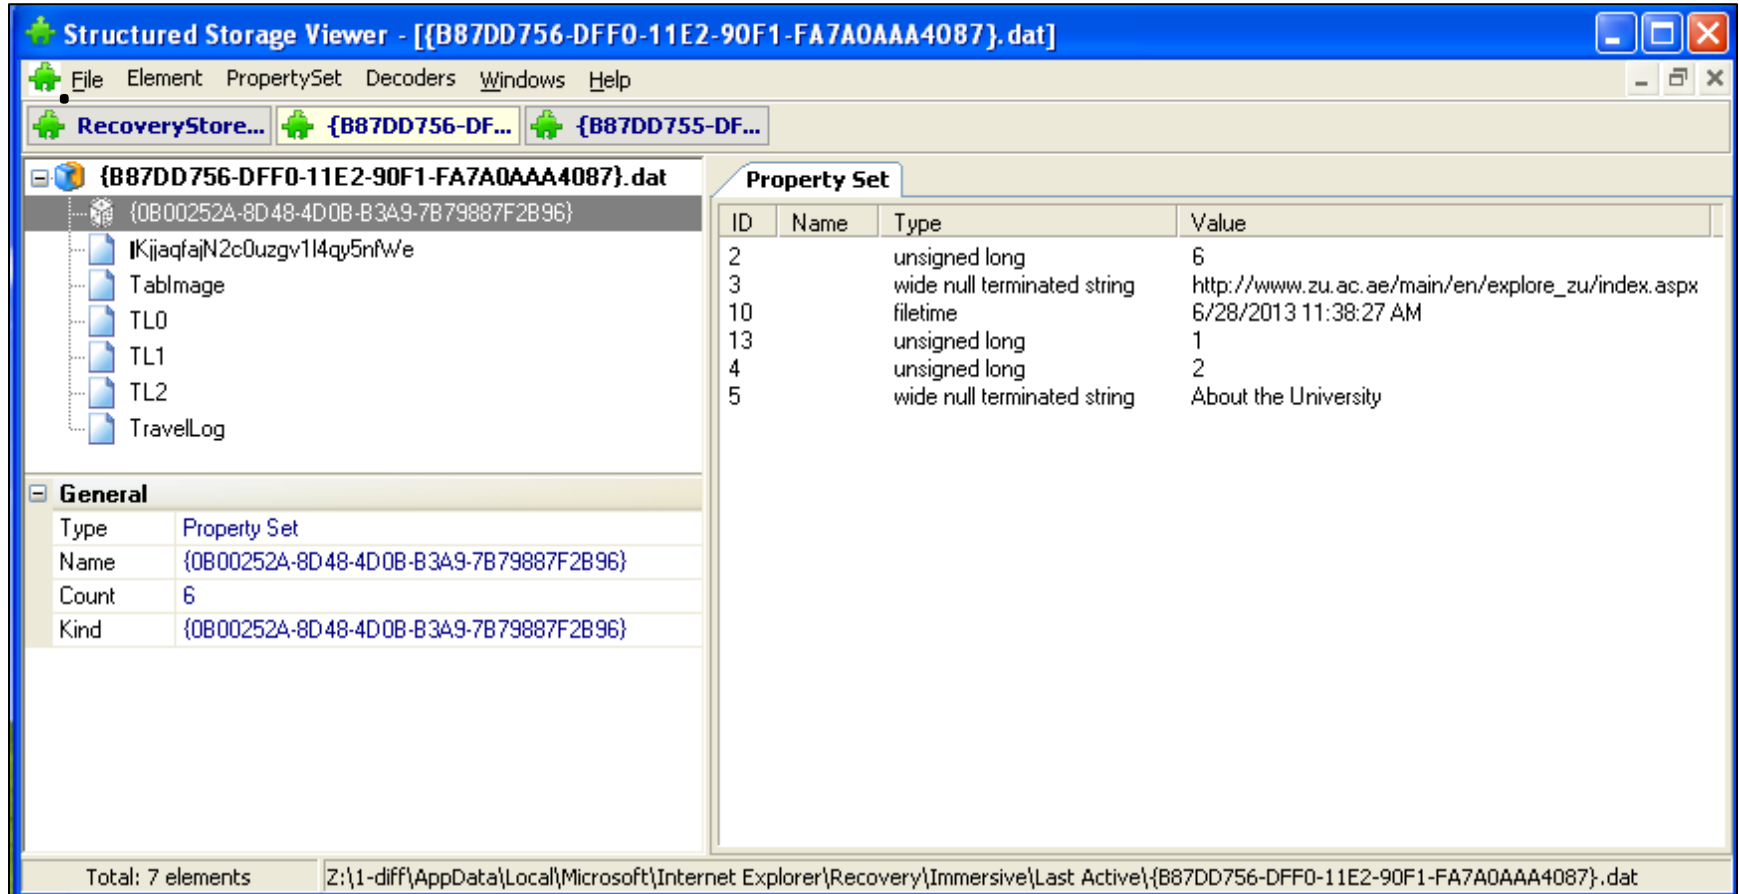 Structured Storage Viewer - [{B87DD756-DFF0-11E2-90F1-FA7A0AAA4087}.dat]
File Element PropertySet Decoders Windows Help
RecoveryStore... {B87DD756-DF... {B87DD755-DF...
{B87DD756-DFF0-11E2-90F1-FA7A0AAA4087}.dat
{0B00252A-8D48-4D0B-B3A9-7B79887F2B96}
TabImage
TL0
TL1
TL2
TravelLog
General
Type Property Set
Name {0B00252A-8D48-4D0B-B3A9-7B79887F2B96}
Count 6
Kind {0B00252A-8D48-4D0B-B3A9-7B79887F2B96}
Property Set
ID Name Type Value
2 unsigned long 6
3 wide null terminated string http://www.zu.ac.ae/main/en/explore_zu/index.aspx
10 filetime 6/28/2013 11:38:27 AM
13 unsigned long 1
4 unsigned long 2
5 wide null terminated string About the University
Total: 7 elements Z:\1-diff\AppData\Local\Microsoft\Internet Explorer\Recovery\Immersive\Last Active\{B87DD756-DFF0-11E2-90F1-FA7A0AAA4087}.dat